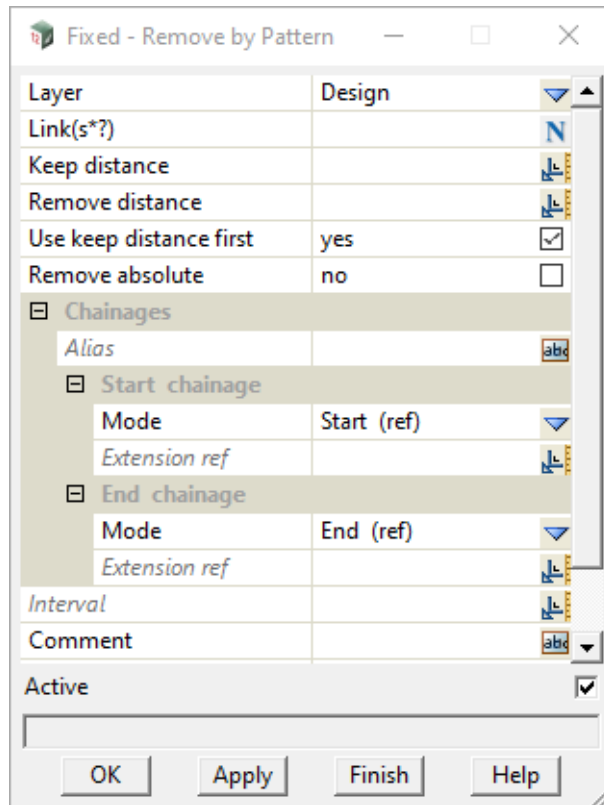 Fixed - Remove by Pattern
Layer Design
Link(s*?) N
Keep distance
Remove distance
Use keep distance first yes
Remove absolute no
Chainages
Alias abc
Start chainage
Mode Start (ref)
Extension ref
End chainage
Mode End (ref)
Extension ref
Interval
Comment abc
Active
OK Apply Finish Help